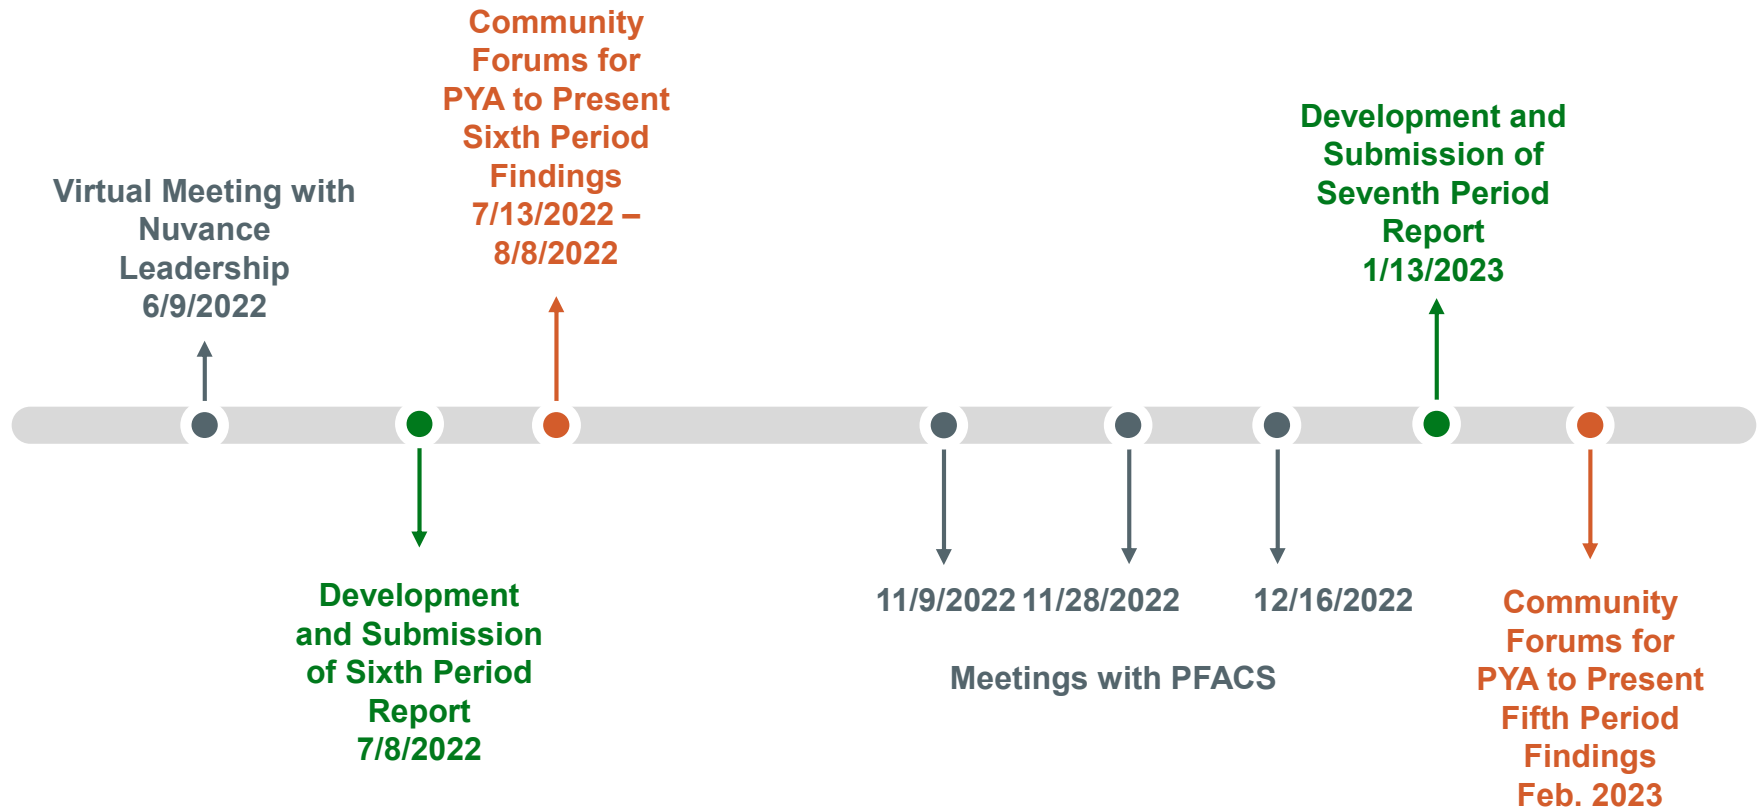 Virtual Meeting with
Nuvance
Leadership
6/9/2022
Development
and Submission
of Sixth Period
Report
7/8/2022
Community
Forums for
PYA to Present
Sixth Period
Findings
7/13/2022 –
8/8/2022
11/9/2022 11/28/2022 12/16/2022
Meetings with PFACS
Development and
Submission of
Seventh Period
Report
1/13/2023
Community
Forums for
PYA to Present
Fifth Period
Findings
Feb. 2023